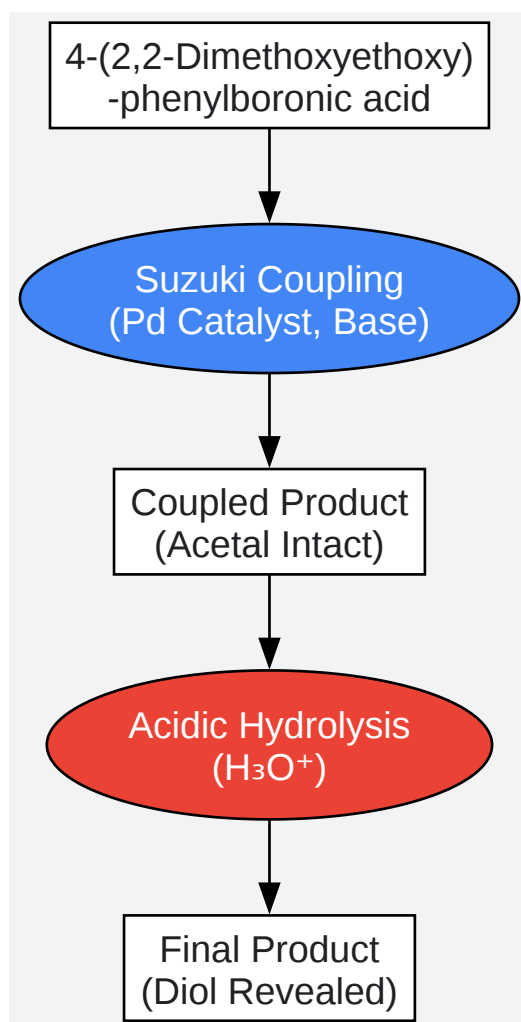 4-(2,2-Dimethoxyethoxy)
-phenylboronic acid
Suzuki Coupling
(Pd Catalyst, Base)
Coupled Product
(Acetal Intact)
Acidic Hydrolysis
(H₃O⁺)
Final Product
(Diol Revealed)